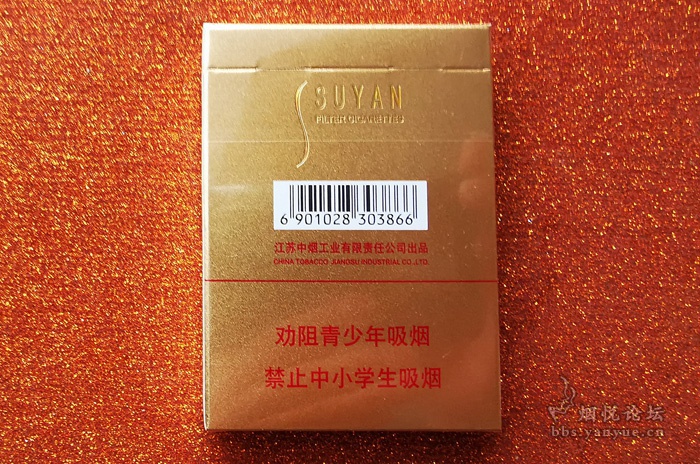 SUYAN
FILTER CIGARETTES
6 901028 303866
江苏中烟工业有限责任公司出品
CHINA TOBACCO JIANGSU INDUSTRIAL CO.,LTD.
劝阻青少年吸烟
禁止中小学生吸烟
烟悦论坛
bbs.yanyue.cn